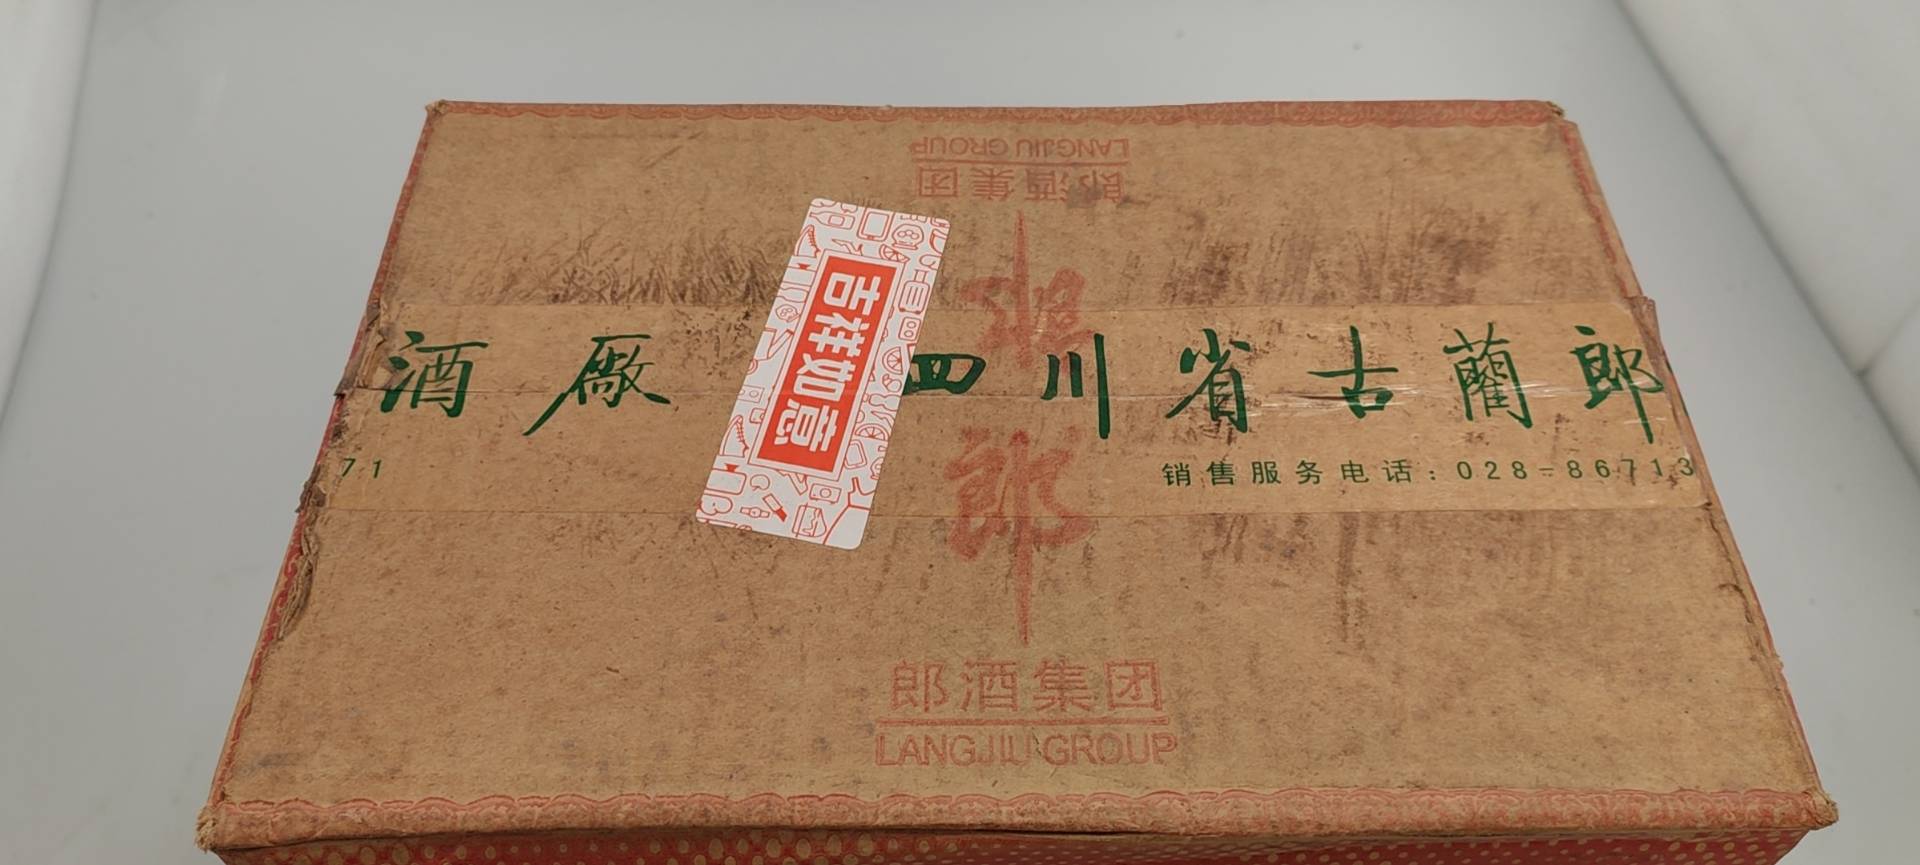 LANGJIU GROUP
郎酒集团
吉祥如意
酒廠 四川省古藺郎
71 销售服务电话:028-86713
郎
郎酒集团
LANGJIU GROUP